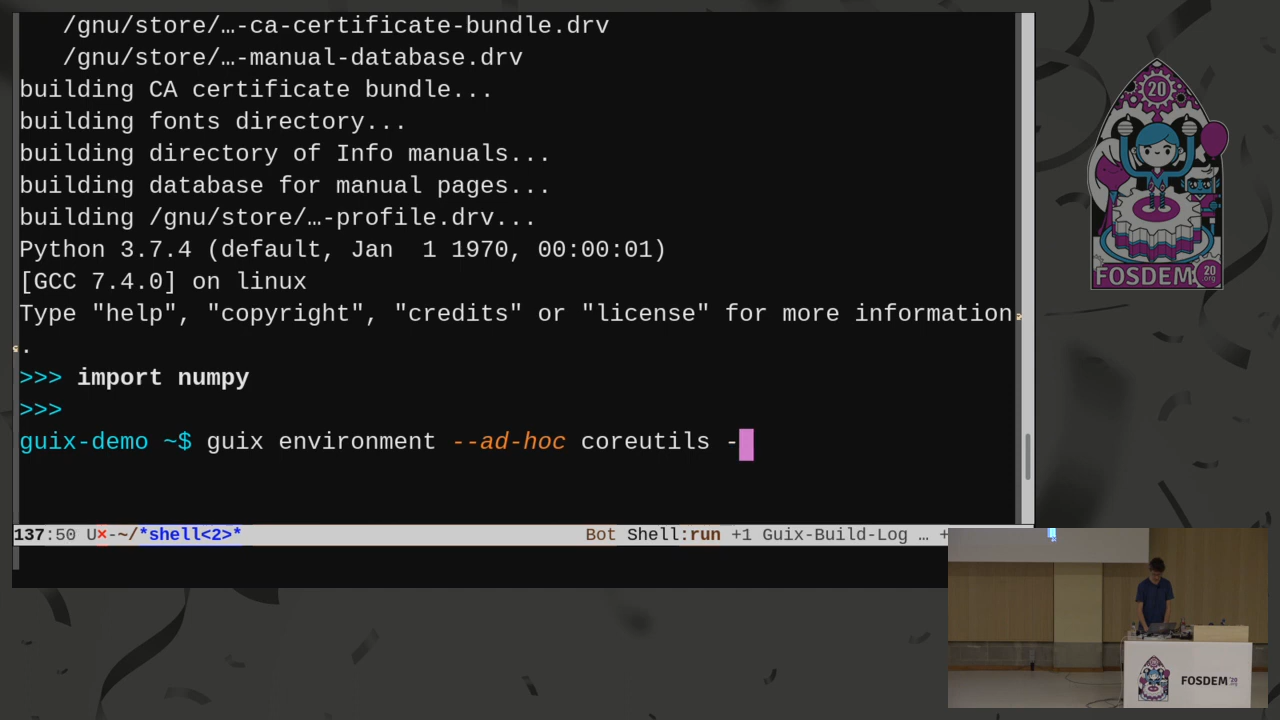 /gnu/store/…-ca-certificate-bundle.drv
/gnu/store/…-manual-database.drv
building CA certificate bundle...
building fonts directory...
building directory of Info manuals...
building database for manual pages...
building /gnu/store/…-profile.drv...
Python 3.7.4 (default, Jan  1 1970, 00:00:01)
[GCC 7.4.0] on linux
Type "help", "copyright", "credits" or "license" for more information
.
>>> import numpy
>>>
guix-demo ~$ guix environment --ad-hoc coreutils -
137:50 U×-~/*shell<2>* Bot Shell:run +1 Guix-Build-Log … +
20
FOSDEM 20 .org
FOSDEM '20 .org